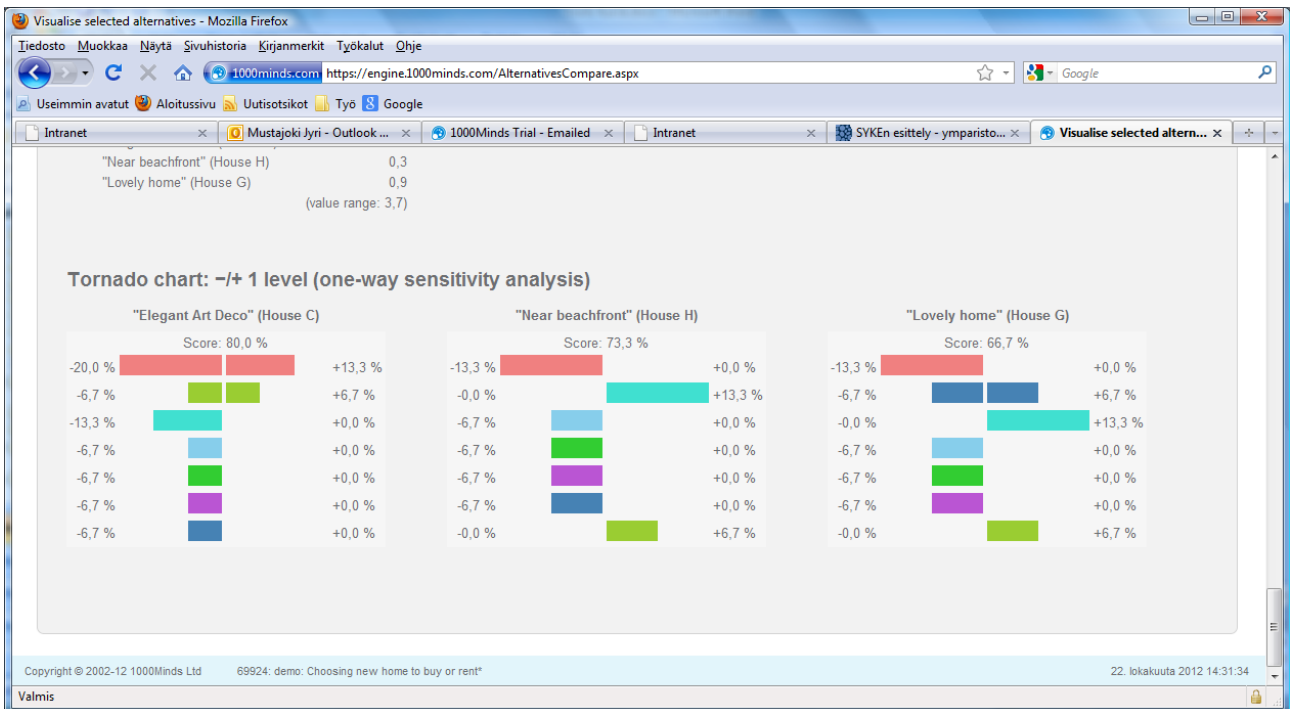 Visualise selected alternatives - Mozilla Firefox
Tiedosto Muokkaa Näytä Sivuhistoria Kirjanmerkit Työkalut Ohje
1000minds.com https://engine.1000minds.com/AlternativesCompare.aspx Google
Useimmin avatut Aloitussivu Uutisotsikot Työ Google
Intranet Mustajoki Jyri - Outlook ... 1000Minds Trial - Emailed Intranet SYKEn esittely - ymparisto... Visualise selected altern...
"Near beachfront" (House H) 0,3
"Lovely home" (House G) 0,9
(value range: 3,7)
Tornado chart: −/+ 1 level (one-way sensitivity analysis)
"Elegant Art Deco" (House C) "Near beachfront" (House H) "Lovely home" (House G)
Score: 80,0 % Score: 73,3 % Score: 66,7 %
-20,0 % +13,3 % -13,3 % +0,0 % -13,3 % +0,0 %
-6,7 % +6,7 % -0,0 % +13,3 % -6,7 % +6,7 %
-13,3 % +0,0 % -6,7 % +0,0 % -0,0 % +13,3 %
-6,7 % +0,0 % -6,7 % +0,0 % -6,7 % +0,0 %
-6,7 % +0,0 % -6,7 % +0,0 % -6,7 % +0,0 %
-6,7 % +0,0 % -6,7 % +0,0 % -6,7 % +0,0 %
-6,7 % +0,0 % -0,0 % +6,7 % -0,0 % +6,7 %
Copyright © 2002-12 1000Minds Ltd 69924: demo: Choosing new home to buy or rent* 22. lokakuuta 2012 14:31:34
Valmis